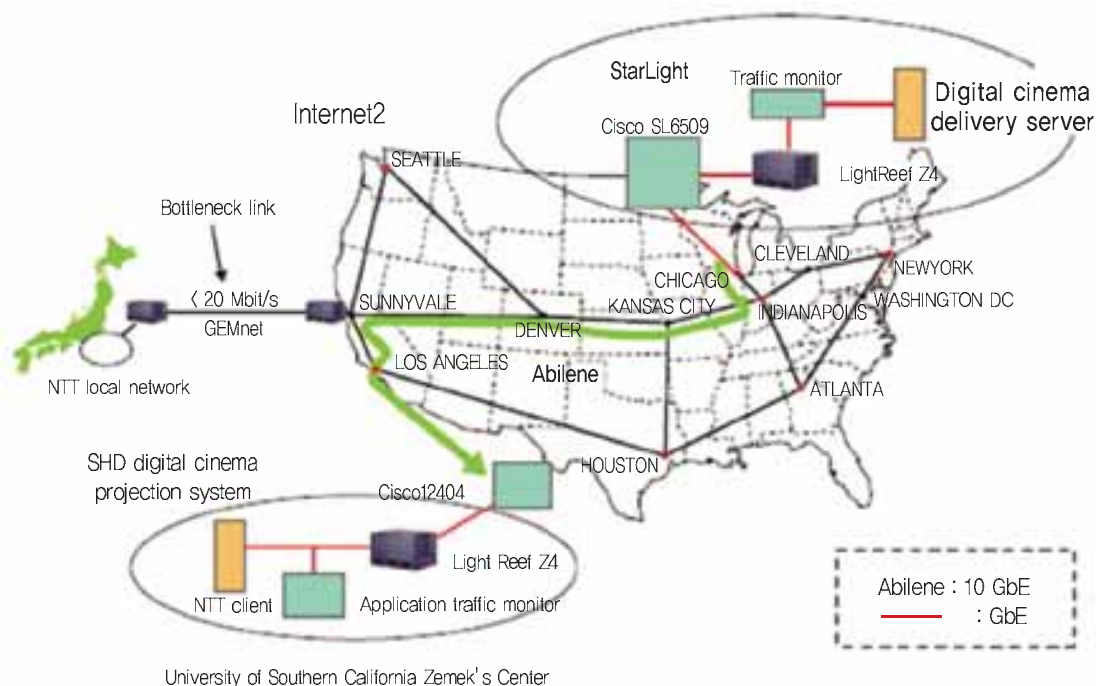 StarLight
Traffic monitor
Digital cinema
delivery server
Internet2
Cisco SL6509
LightReef Z4
SEATTLE
Bottleneck link
CLEVELAND
NEWYORK
CHICAGO
< 20 Mbit/s
SUNNYVALE
KANSAS CITY
INDIANAPOLIS
WASHINGTON DC
GEMnet
DENVER
LOS ANGELES
Abilene
NTT local network
ATLANTA
SHD digital cinema
projection system
HOUSTON
Cisco12404
Light Reef Z4
NTT client
Application traffic monitor
Abilene : 10 GbE
: GbE
University of Southern California Zemek's Center